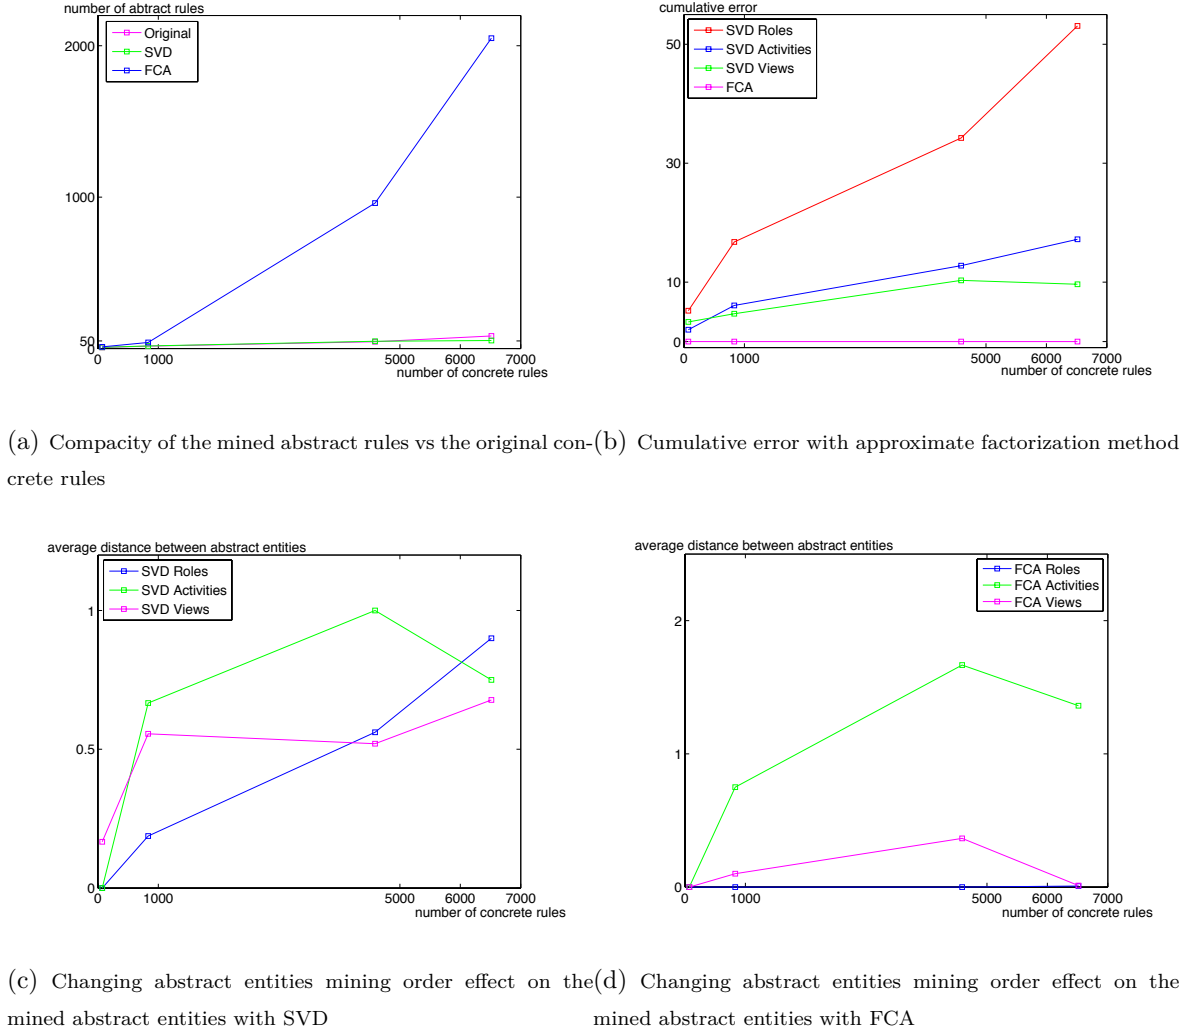 number of abtract rules
Original
SVD
FCA
2000
1000
50
0
0 1000 5000 6000 7000
number of concrete rules
cumulative error
SVD Roles
SVD Activities
SVD Views
FCA
50
30
10
0
0 1000 5000 6000 7000
number of concrete rules
(a) Compacity of the mined abstract rules vs the original con-
crete rules
(b) Cumulative error with approximate factorization method
average distance between abstract entities
SVD Roles
SVD Activities
SVD Views
1
0.5
0
0 1000 5000 6000 7000
number of concrete rules
average distance between abstract entities
FCA Roles
FCA Activities
FCA Views
2
1
0
0 1000 5000 6000 7000
number of concrete rules
(c) Changing abstract entities mining order effect on the
mined abstract entities with SVD
(d) Changing abstract entities mining order effect on the
mined abstract entities with FCA